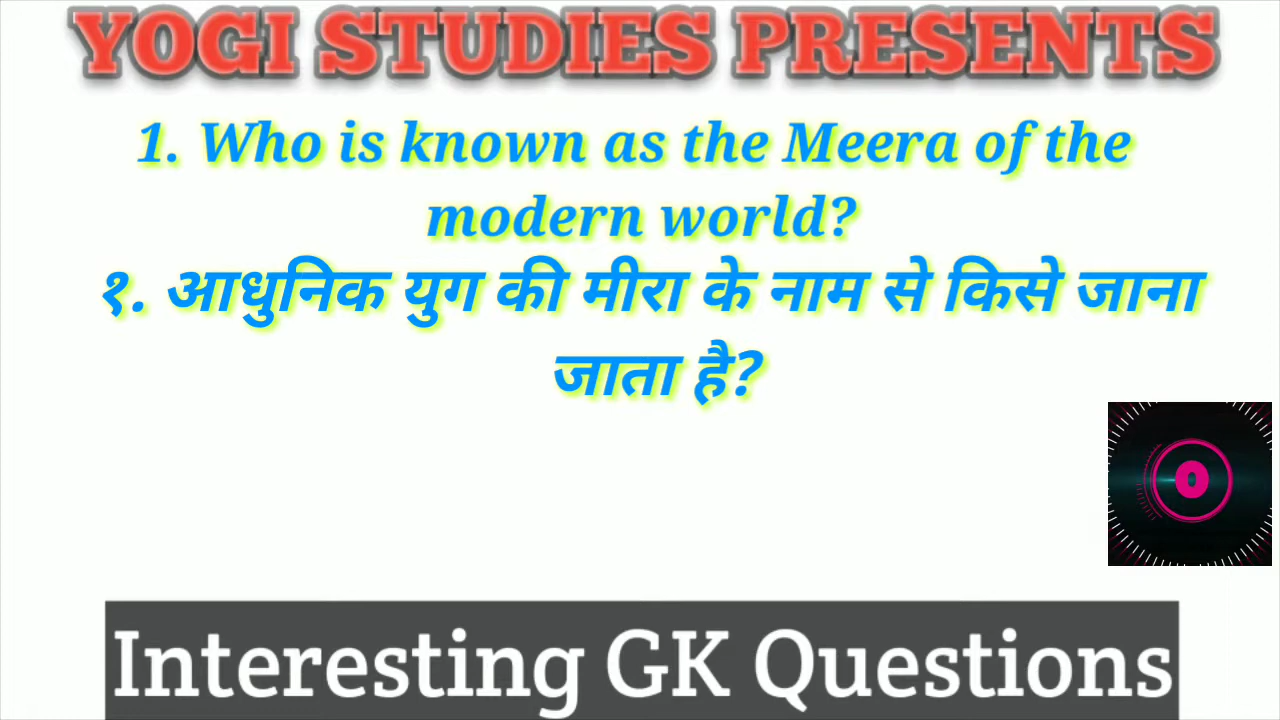 YOGI STUDIES PRESENTS
1. Who is known as the Meera of the
modern world?
१. आधुनिक युग की मीरा के नाम से किसे जाना
जाता है?
0
Interesting GK Questions